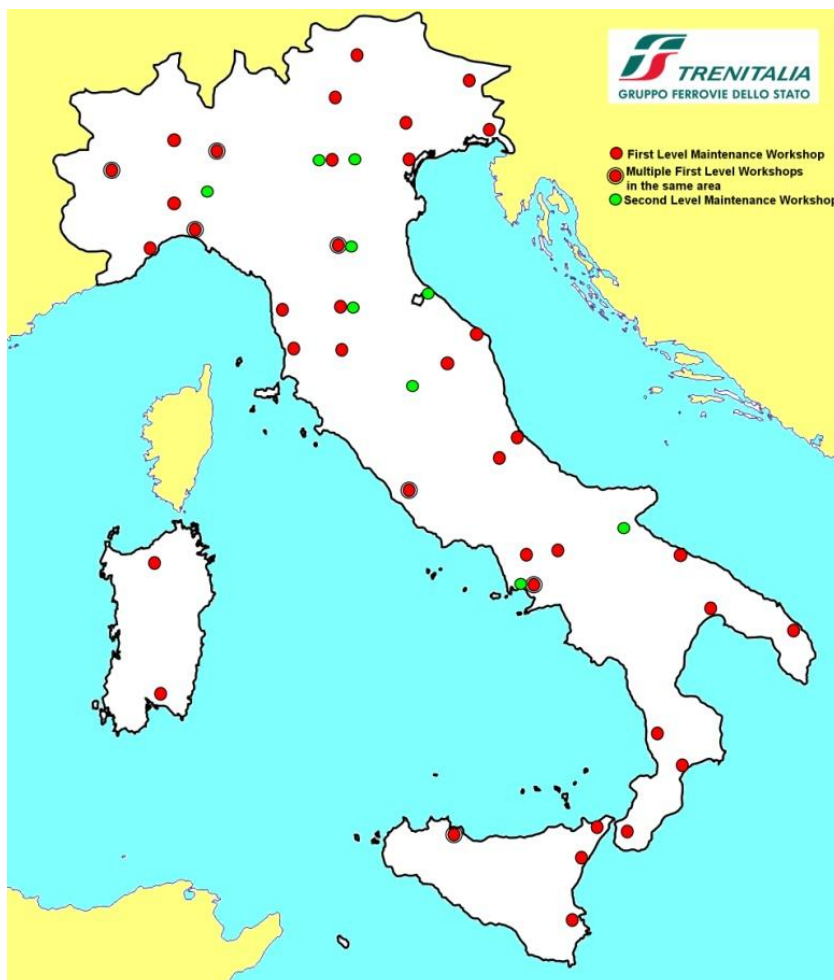 TRENITALIA
GRUPPO FERROVIE DELLO STATO
First Level Maintenance Workshop
Multiple First Level Workshops
in the same area
Second Level Maintenance Workshop